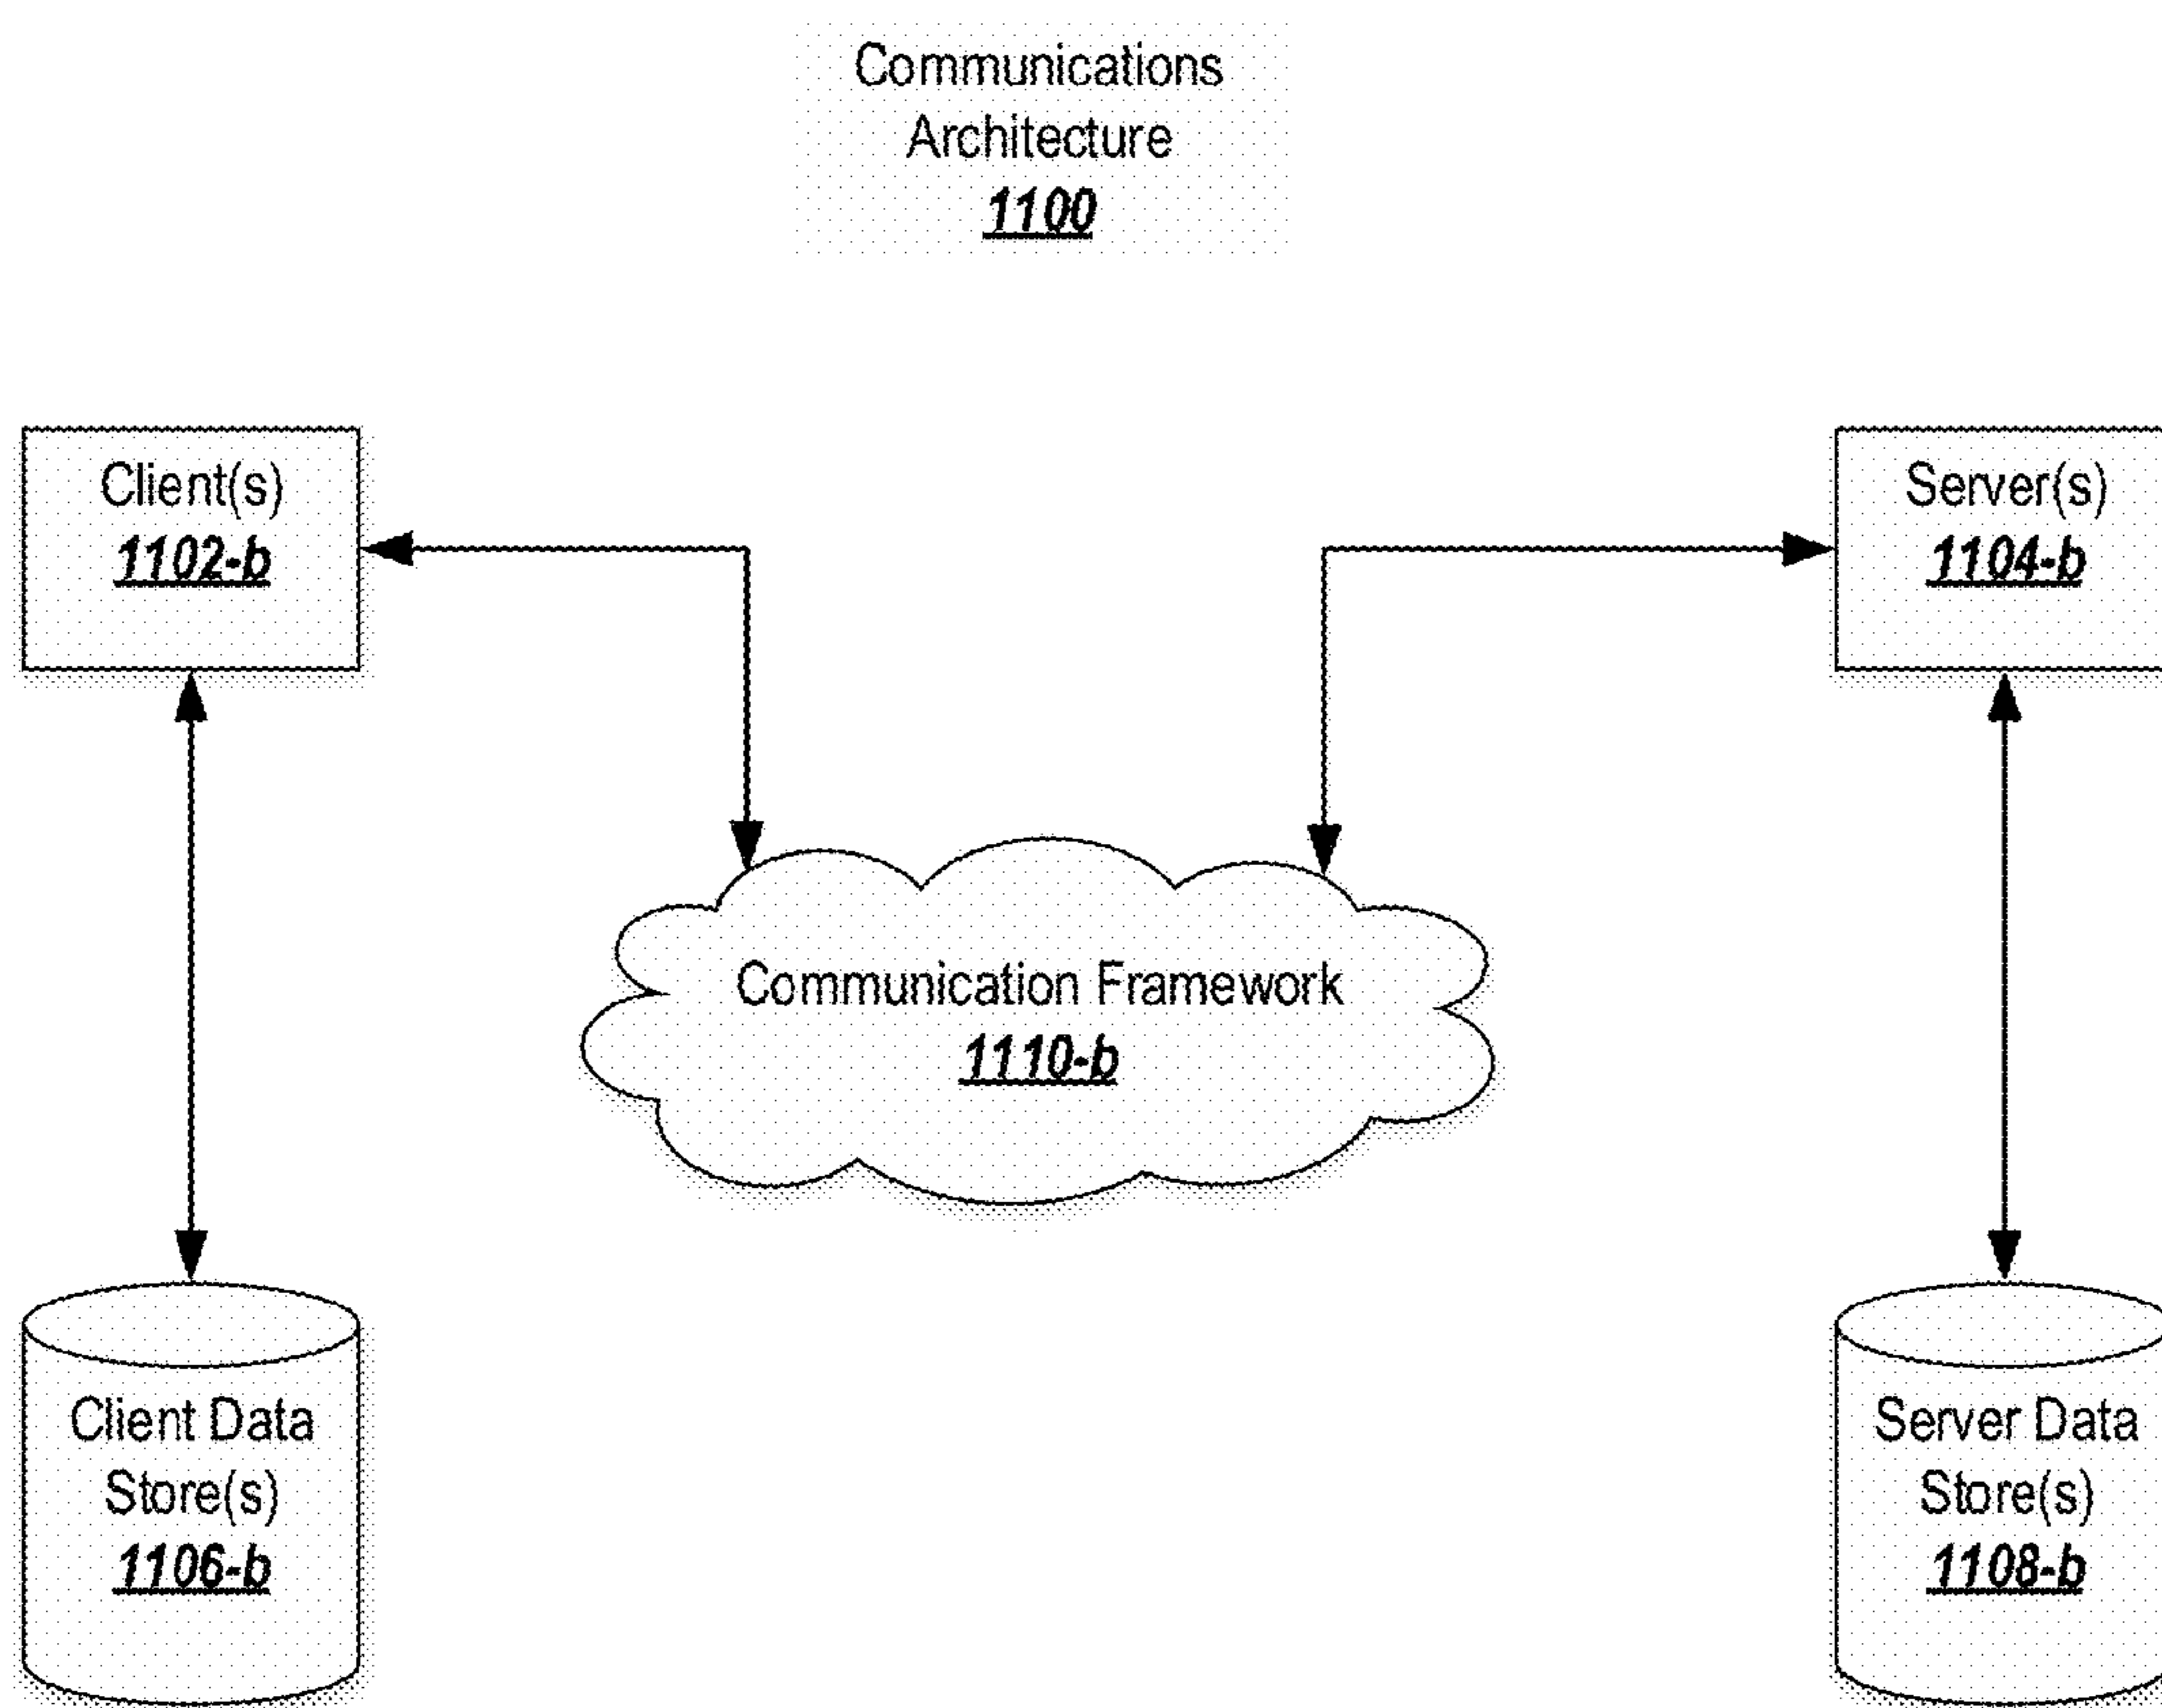 Communications
Architecture
1100
Client(s)
1102-b
Server(s)
1104-b
Communication Framework
1110-b
Client Data
Store(s)
1106-b
Server Data
Store(s)
1108-b